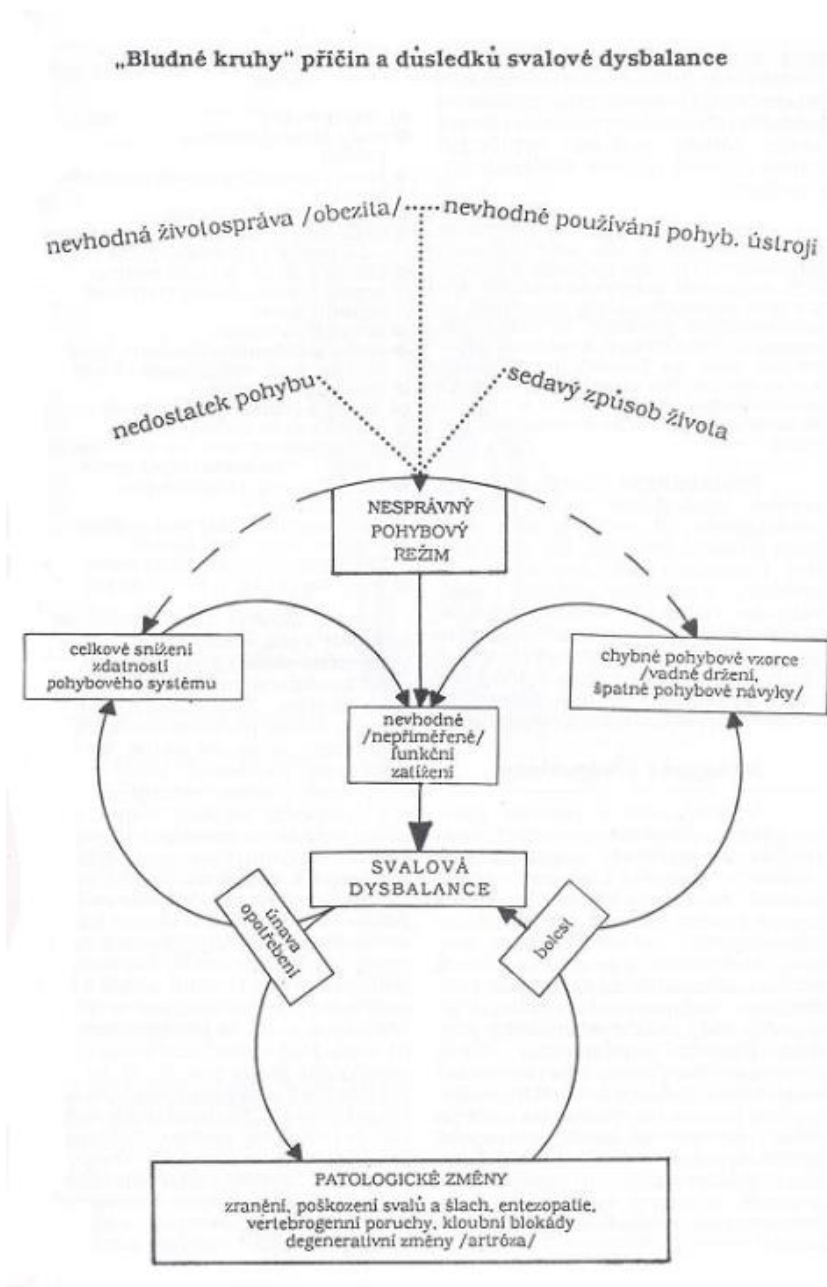 „Bludné kruhy“ příčin a důsledků svalové dysbalance
nevhodná životospráva /obezita/
nevhodné používání pohyb. ústrojí
nedostatek pohybu
sedavý způsob života
NESPRÁVNÝ
POHYBOVÝ
REŽIM
celkové snížení
zdatnosti
pohybového systému
chybné pohybové vzorce
/vadné držení,
špatné pohybové návyky/
nevhodné
/nepřiměřené/
funkční
zatížení
SVALOVÁ
DYSBALANCE
únava
opotřebení
bolest
PATOLOGICKÉ ZMĚNY
zranění, poškození svalů a šlach, entezopatie,
vertebrogenní poruchy, kloubní blokády
degenerativní změny /artróza/